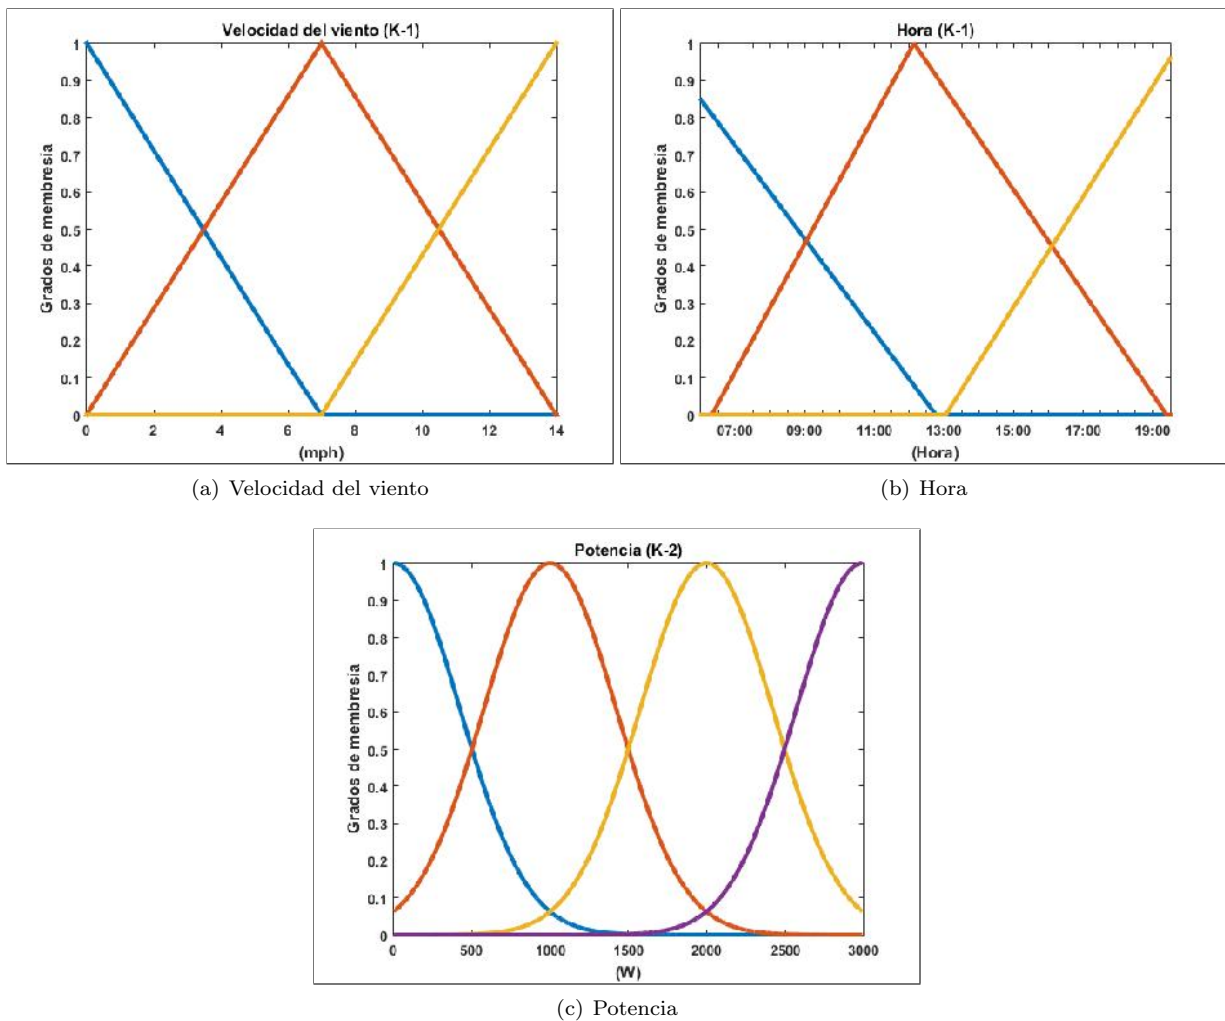 Velocidad del viento (K-1)
Grados de membresia
1
0.9
0.8
0.7
0.6
0.5
0.4
0.3
0.2
0.1
0
0 2 4 6 8 10 12 14
(mph)
(a) Velocidad del viento
Hora (K-1)
Grados de membresia
1
0.9
0.8
0.7
0.6
0.5
0.4
0.3
0.2
0.1
0
07:00 09:00 11:00 13:00 15:00 17:00 19:00
(Hora)
(b) Hora
Potencia (K-2)
Grados de membresia
1
0.9
0.8
0.7
0.6
0.5
0.4
0.3
0.2
0.1
0
0 500 1000 1500 2000 2500 3000
(W)
(c) Potencia